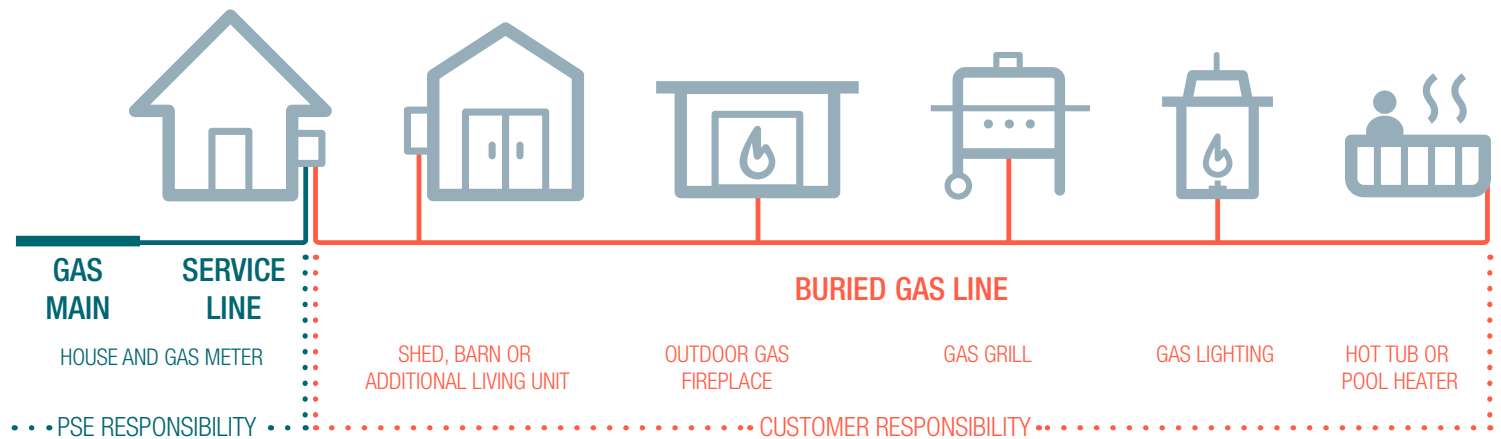 GAS
MAIN
SERVICE
LINE
BURIED GAS LINE
HOUSE AND GAS METER
SHED, BARN OR
ADDITIONAL LIVING UNIT
OUTDOOR GAS
FIREPLACE
GAS GRILL
GAS LIGHTING
HOT TUB OR
POOL HEATER
PSE RESPONSIBILITY
CUSTOMER RESPONSIBILITY